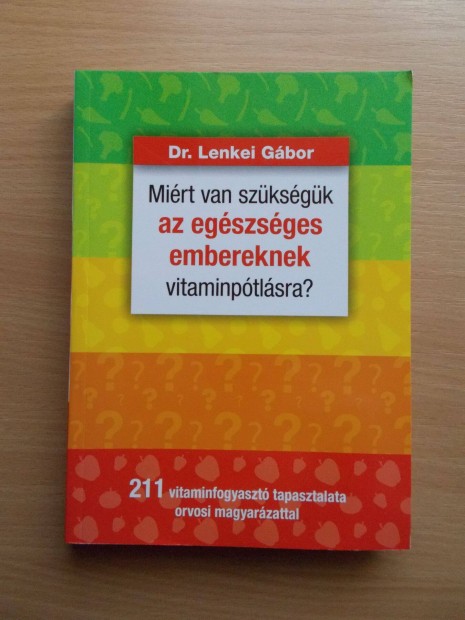 Dr. Lenkei Gábor
Miért van szükségük
az egészséges
embereknek
vitaminpótlásra?
211 vitaminfogyasztó tapasztalata
orvosi magyarázattal